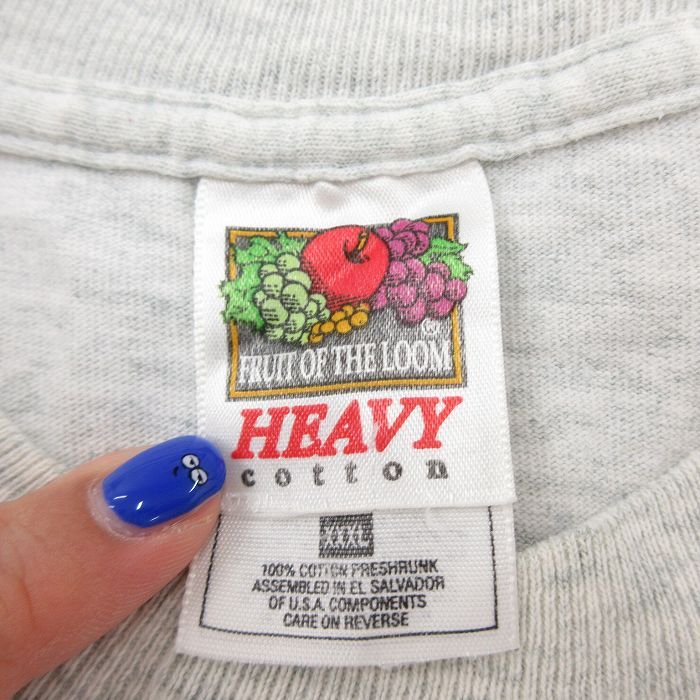 ®
FRUIT OF THE LOOM
HEAVY
cotton
XXXL
100% COTTON PRESHRUNK
ASSEMBLED IN EL SALVADOR
OF U.S.A. COMPONENTS
CARE ON REVERSE